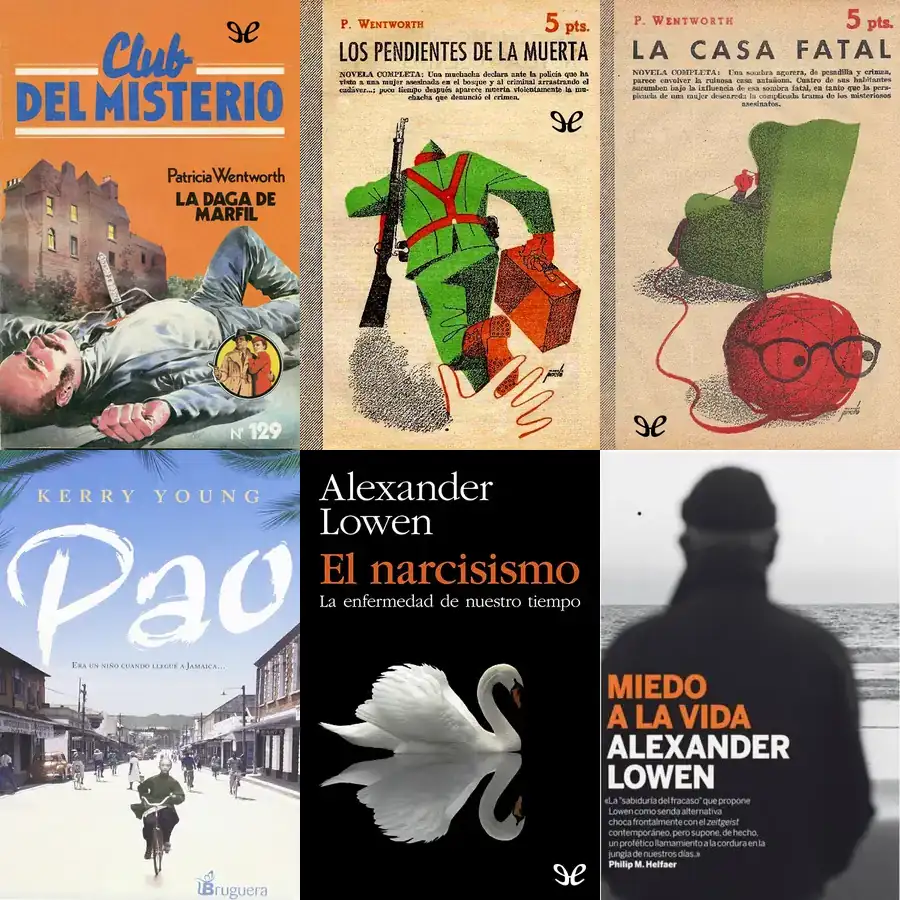 Club
DEL MISTERIO
Patricia Wentworth
LA DAGA DE
MARFIL
Nº 129
P. WENTWORTH
5 pts.
LOS PENDIENTES DE LA MUERTA
NOVELA COMPLETA: Una muchacha declara ante la policía que ha
visto a una mujer asesinada en el bosque y al criminal arrastrando el
cadáver...; poco tiempo después aparece muerta violentamente la mu-
chacha que denunció el crimen.
P. WENTWORTH
5 pts.
LA CASA FATAL
NOVELA COMPLETA: Una sombra agorera, de pesadilla y crimen,
parece envolver la ruinosa casa antañona. Cuatro de sus habitantes
sucumben bajo la influencia de esa sombra fatal, en tanto que la pers-
picacia de una mujer desenreda la complicada trama de los misteriosos
asesinatos.
KERRY YOUNG
Pao
ERA UN NIÑO CUANDO LLEGUÉ A JAMAICA...
Bruguera
Alexander
Lowen
El narcisismo
La enfermedad de nuestro tiempo
MIEDO
A LA VIDA
ALEXANDER
LOWEN
«La "sabiduría del fracaso" que propone
Lowen como senda alternativa
choca frontalmente con el zeitgeist
contemporáneo, pero supone, de hecho,
un profético llamamiento a la cordura en la
jungla de nuestros días.»
Philip M. Helfaer